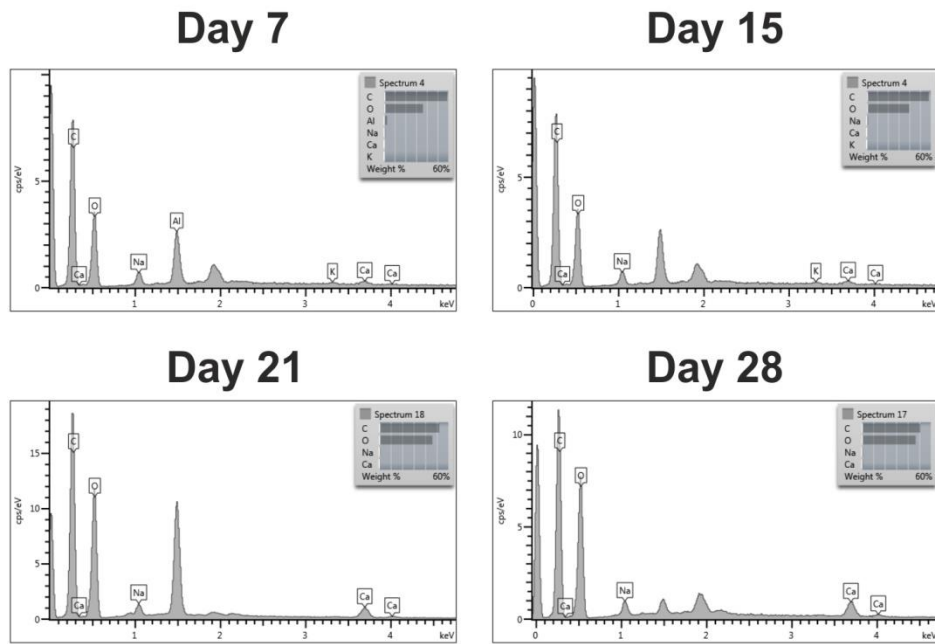 Day 7
Spectrum 4
C
O
Al
Na
Ca
K
Weight % 60%
cps/eV
5
0
C
O
Al
Na
Ca
K
Ca
Ca
1
2
3
4
keV
Day 15
Spectrum 4
C
O
Na
Ca
K
Weight % 60%
cps/eV
5
0
C
O
Na
Ca
K
Ca
Ca
0
1
2
3
4
keV
Day 21
Spectrum 18
C
O
Na
Ca
Weight % 60%
cps/eV
15
10
5
0
C
O
Na
Ca
Ca
Ca
1
2
3
4
keV
Day 28
Spectrum 17
C
O
Na
Ca
Weight % 60%
cps/eV
10
5
0
C
O
Na
Ca
Ca
Ca
0
1
2
3
4
keV